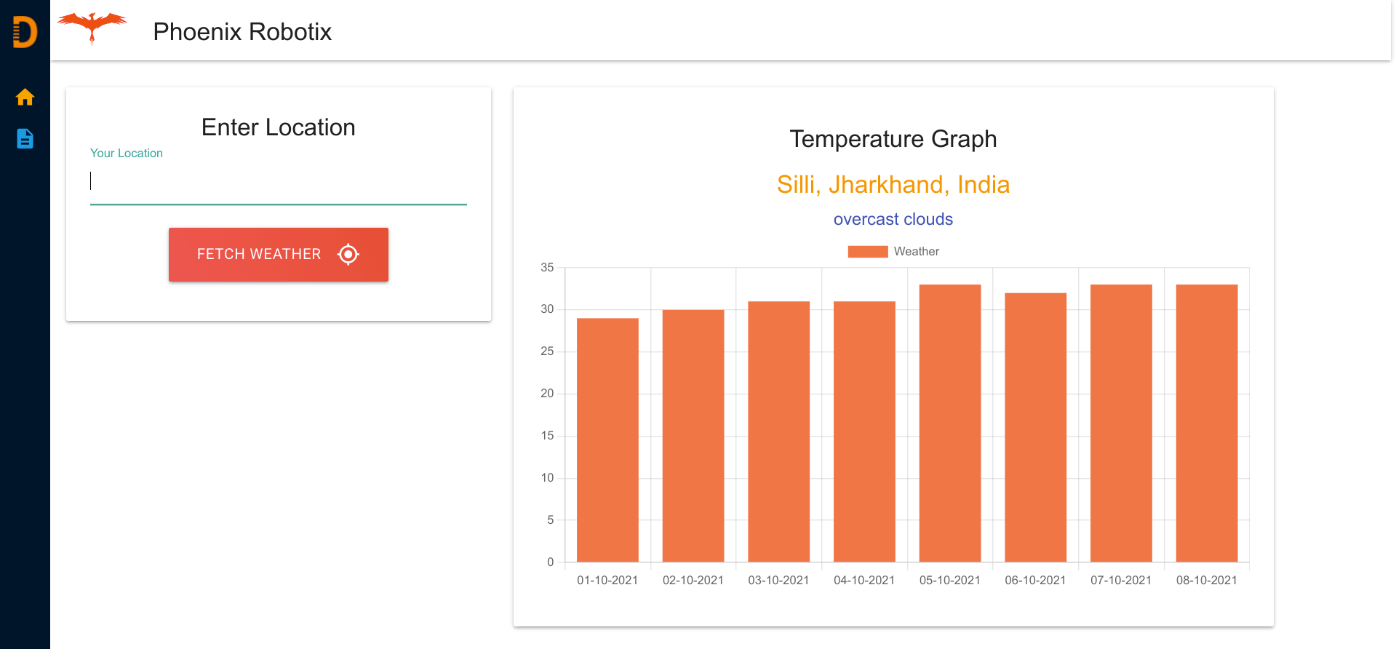 D
Phoenix Robotix
Enter Location
Your Location
FETCH WEATHER
Temperature Graph
Silli, Jharkhand, India
overcast clouds
Weather
35
30
25
20
15
10
5
0
01-10-2021 02-10-2021 03-10-2021 04-10-2021 05-10-2021 06-10-2021 07-10-2021 08-10-2021